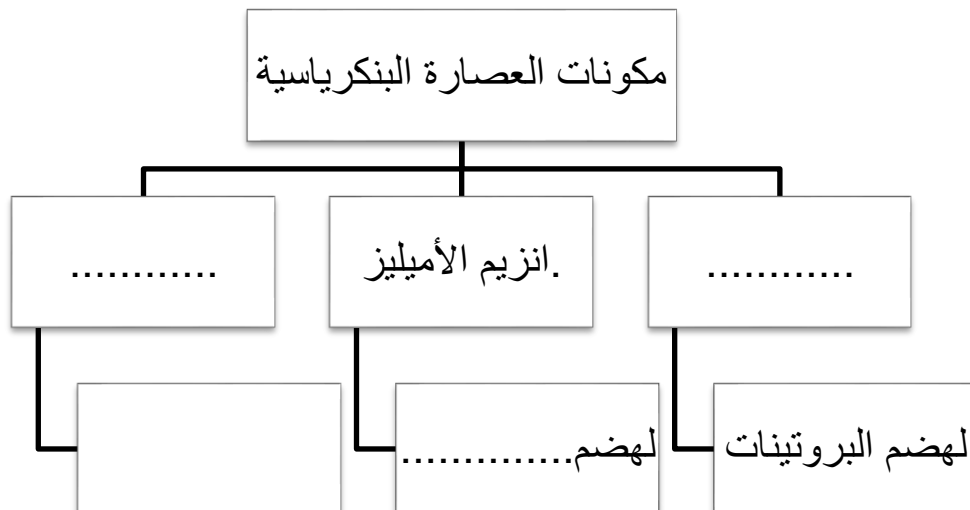 مكونات العصارة البنكرياسية
............
.انزيم الأميليز
............
لهضم البروتينات
لهضم..............